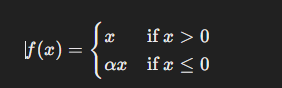 f(x) = { x if x > 0
αx if x ≤ 0